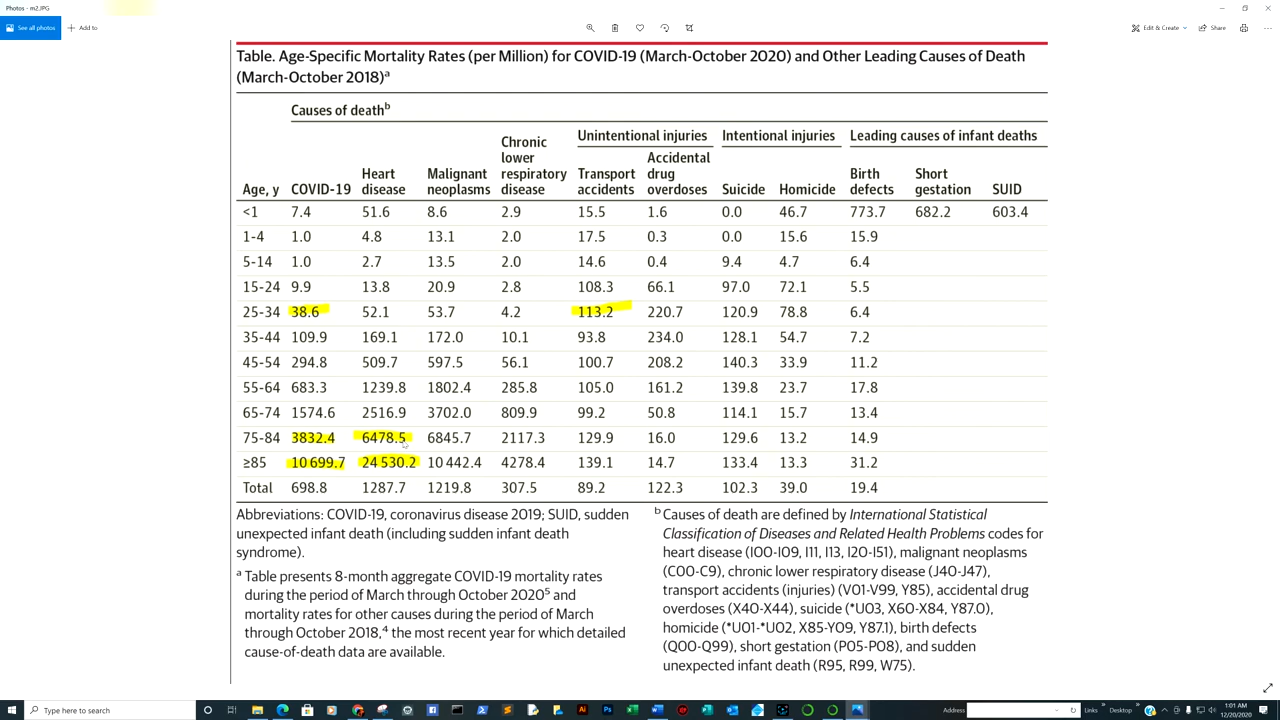 Photos - m2.JPG
See all photos + Add to Edit & Create Share
Table. Age-Specific Mortality Rates (per Million) for COVID-19 (March-October 2020) and Other Leading Causes of Death
(March-October 2018)a
Causes of deathb
Unintentional injuries Intentional injuries Leading causes of infant deaths
Age, y COVID-19 Heart disease Malignant neoplasms Chronic lower respiratory disease Transport accidents Accidental drug overdoses Suicide Homicide Birth defects Short gestation SUID
<1 7.4 51.6 8.6 2.9 15.5 1.6 0.0 46.7 773.7 682.2 603.4
1-4 1.0 4.8 13.1 2.0 17.5 0.3 0.0 15.6 15.9
5-14 1.0 2.7 13.5 2.0 14.6 0.4 9.4 4.7 6.4
15-24 9.9 13.8 20.9 2.8 108.3 66.1 97.0 72.1 5.5
25-34 38.6 52.1 53.7 4.2 113.2 220.7 120.9 78.8 6.4
35-44 109.9 169.1 172.0 10.1 93.8 234.0 128.1 54.7 7.2
45-54 294.8 509.7 597.5 56.1 100.7 208.2 140.3 33.9 11.2
55-64 683.3 1239.8 1802.4 285.8 105.0 161.2 139.8 23.7 17.8
65-74 1574.6 2516.9 3702.0 809.9 99.2 50.8 114.1 15.7 13.4
75-84 3832.4 6478.5 6845.7 2117.3 129.9 16.0 129.6 13.2 14.9
≥85 10 699.7 24 530.2 10 442.4 4278.4 139.1 14.7 133.4 13.3 31.2
Total 698.8 1287.7 1219.8 307.5 89.2 122.3 102.3 39.0 19.4
Abbreviations: COVID-19, coronavirus disease 2019; SUID, sudden
unexpected infant death (including sudden infant death
syndrome).
a Table presents 8-month aggregate COVID-19 mortality rates
during the period of March through October 20205 and
mortality rates for other causes during the period of March
through October 2018,4 the most recent year for which detailed
cause-of-death data are available.
b Causes of death are defined by International Statistical
Classification of Diseases and Related Health Problems codes for
heart disease (I00-I09, I11, I13, I20-I51), malignant neoplasms
(C00-C9), chronic lower respiratory disease (J40-J47),
transport accidents (injuries) (V01-V99, Y85), accidental drug
overdoses (X40-X44), suicide (*U03, X60-X84, Y87.0),
homicide (*U01-*U02, X85-Y09, Y87.1), birth defects
(Q00-Q99), short gestation (P05-P08), and sudden
unexpected infant death (R95, R99, W75).
Type here to search Address Links Desktop 1:01 AM
12/20/2020